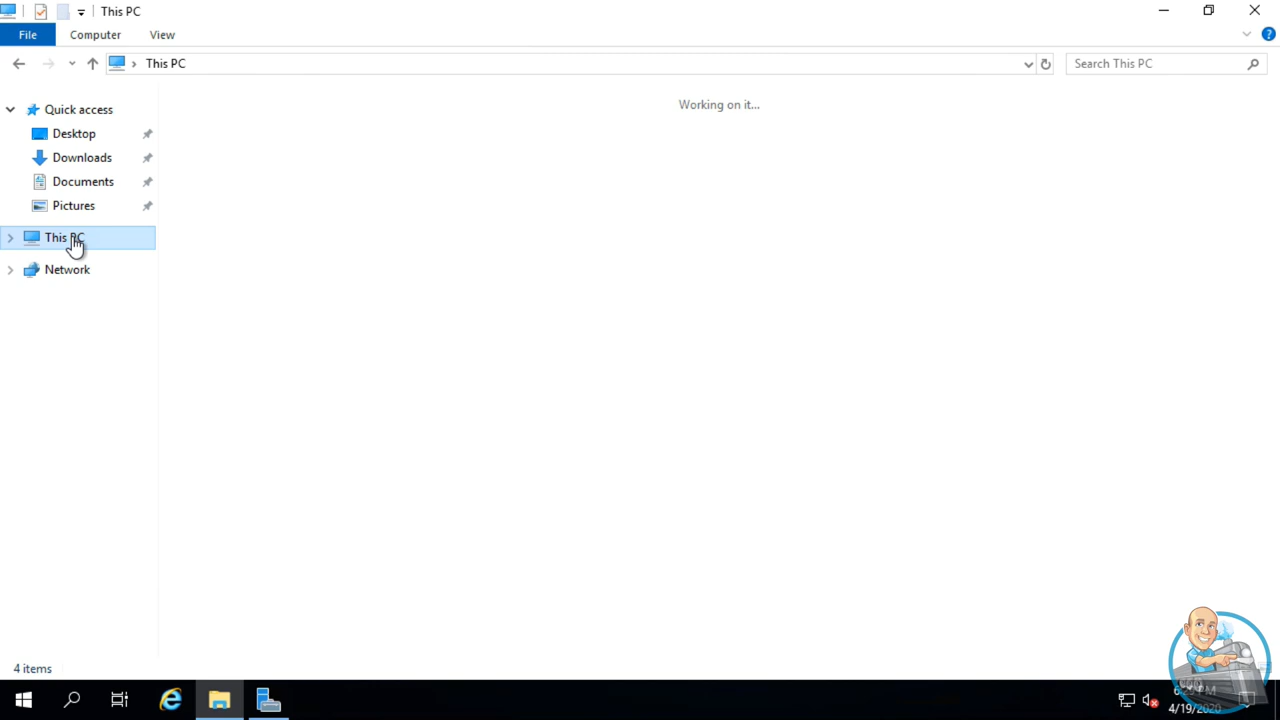 This PC
File
Computer
View
This PC
Search This PC
Quick access
Working on it...
Desktop
Downloads
Documents
Pictures
This PC
Network
4 items
4/19/2020